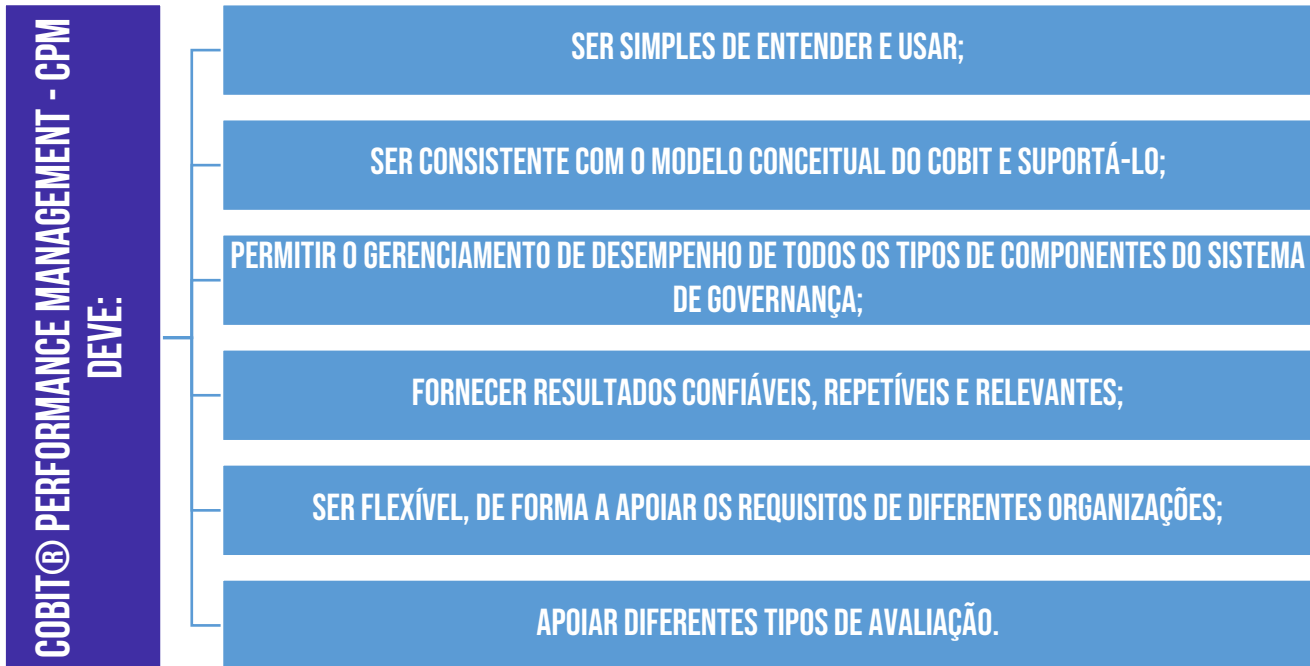 COBIT® PERFORMANCE MANAGEMENT - CPM
DEVE:
SER SIMPLES DE ENTENDER E USAR;
SER CONSISTENTE COM O MODELO CONCEITUAL DO COBIT E SUPORTÁ-LO;
PERMITIR O GERENCIAMENTO DE DESEMPENHO DE TODOS OS TIPOS DE COMPONENTES DO SISTEMA
DE GOVERNANÇA;
FORNECER RESULTADOS CONFIÁVEIS, REPETÍVEIS E RELEVANTES;
SER FLEXÍVEL, DE FORMA A APOIAR OS REQUISITOS DE DIFERENTES ORGANIZAÇÕES;
APOIAR DIFERENTES TIPOS DE AVALIAÇÃO.